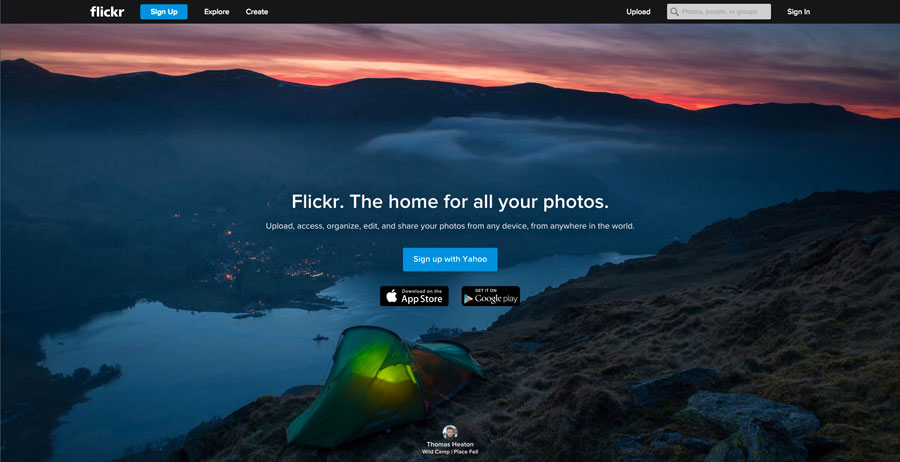 flickr
Sign Up
Explore
Create
Upload
Photos, people, or groups
Sign In
Flickr. The home for all your photos.
Upload, access, organize, edit, and share your photos from any device, from anywhere in the world.
Sign up with Yahoo
Download on the
App Store
GET IT ON
Google play
Thomas Heaton
Wild Camp | Place Fell